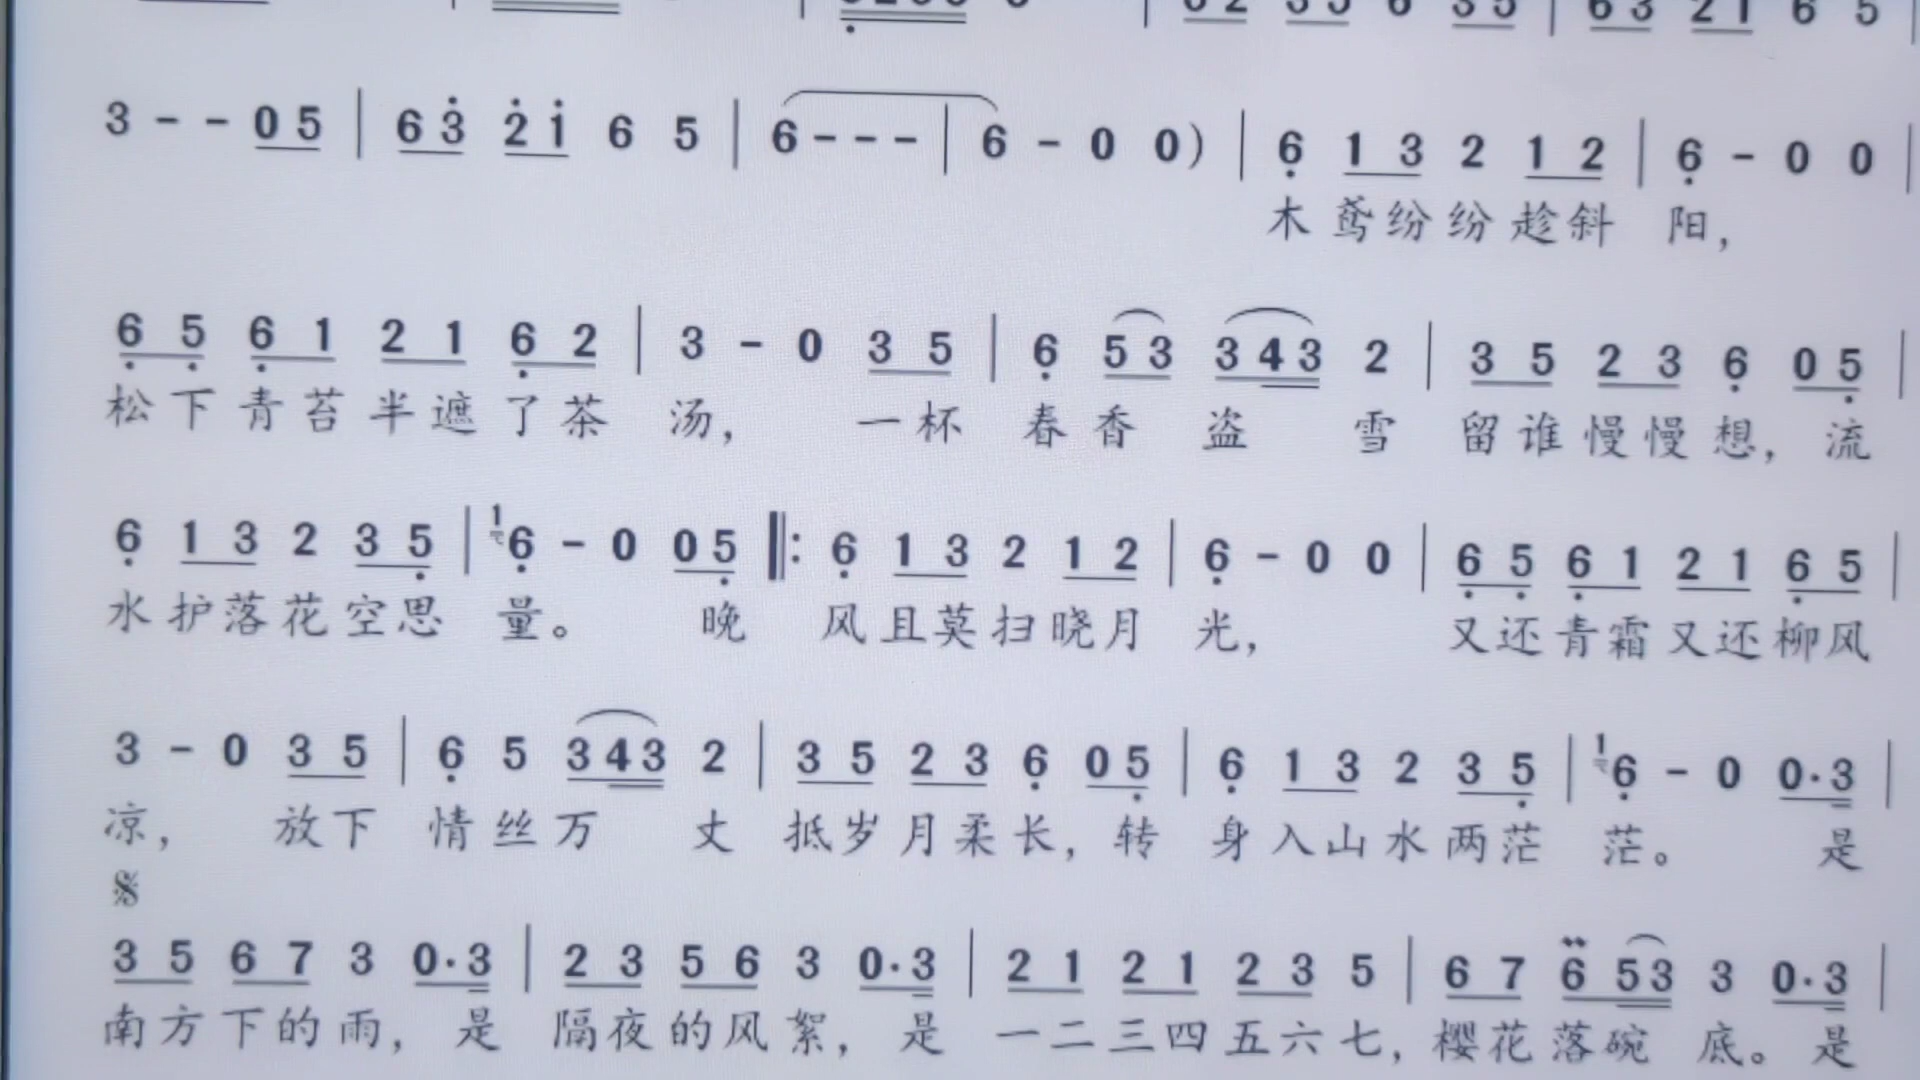 3 - - 0 5 | 6 3 2 1 6 5 | 6 - - - | 6 - 0 0) | 6 1 3 2 1 2 | 6 - 0 0 |
木鸢纷纷趁斜 阳,
6 5 6 1 2 1 6 2 | 3 - 0 3 5 | 6 5 3 3 4 3 2 | 3 5 2 3 6 0 5 |
松下青苔半遮了茶 汤, 一杯 春香 盗 雪 留谁慢慢想, 流
6 1 3 2 3 5 | 1 6 - 0 0 5 ‖: 6 1 3 2 1 2 | 6 - 0 0 | 6 5 6 1 2 1 6 5 |
水护落花空思 量。 晚 风且莫扫晓月 光, 又还青霜又还柳风
3 - 0 3 5 | 6 5 3 4 3 2 | 3 5 2 3 6 0 5 | 6 1 3 2 3 5 | 1 6 - 0 0·3 |
凉, 放下 情丝万 丈 抵岁月柔长, 转 身入山水两茫 茫。 是
𝄋
3 5 6 7 3 0·3 | 2 3 5 6 3 0·3 | 2 1 2 1 2 3 5 | 6 7 6 5 3 3 0·3 |
南方下的雨, 是 隔夜的风絮, 是 一二三四五六七, 樱花落碗 底。 是